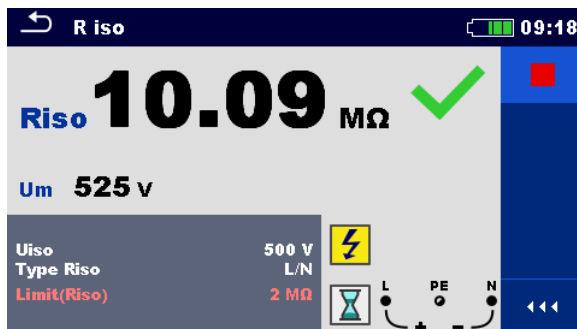 R iso 09:18
Riso 10.09 MΩ
Um 525 V
Uiso 500 V
Type Riso L/N
Limit(Riso) 2 MΩ
L PE N
+ -